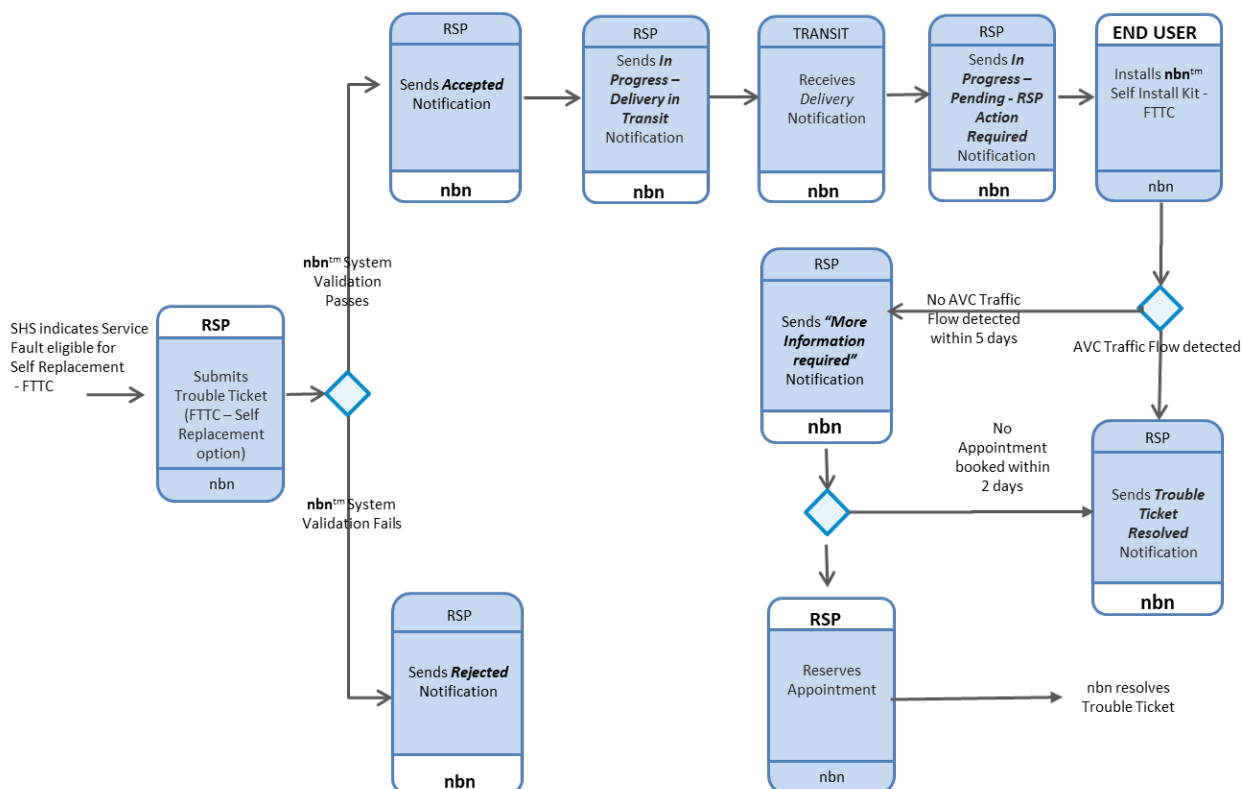 RSP
Sends Accepted
Notification
nbn
RSP
Sends In
Progress –
Delivery in
Transit
Notification
nbn
TRANSIT
Receives
Delivery
Notification
nbn
RSP
Sends In
Progress –
Pending - RSP
Action
Required
Notification
nbn
END USER
Installs nbn™
Self Install Kit -
FTTC
nbn
nbn™ System
Validation
Passes
SHS indicates Service
Fault eligible for
Self Replacement
- FTTC
RSP
Submits
Trouble Ticket
(FTTC – Self
Replacement
option)
nbn
nbn™ System
Validation Fails
RSP
Sends Rejected
Notification
nbn
RSP
Sends “More
Information
required”
Notification
nbn
No AVC Traffic
Flow detected
within 5 days
AVC Traffic Flow detected
No
Appointment
booked within
2 days
RSP
Sends Trouble
Ticket
Resolved
Notification
nbn
RSP
Reserves
Appointment
nbn
nbn resolves
Trouble Ticket